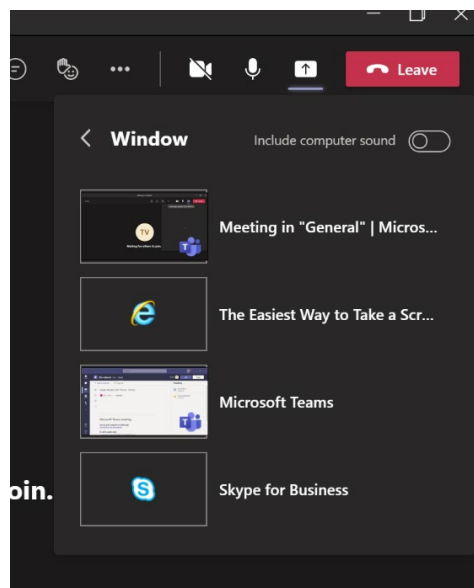 Leave
Window
Include computer sound
TV
Meeting in "General" | Micros...
The Easiest Way to Take a Scr...
Microsoft Teams
Skype for Business
oin.